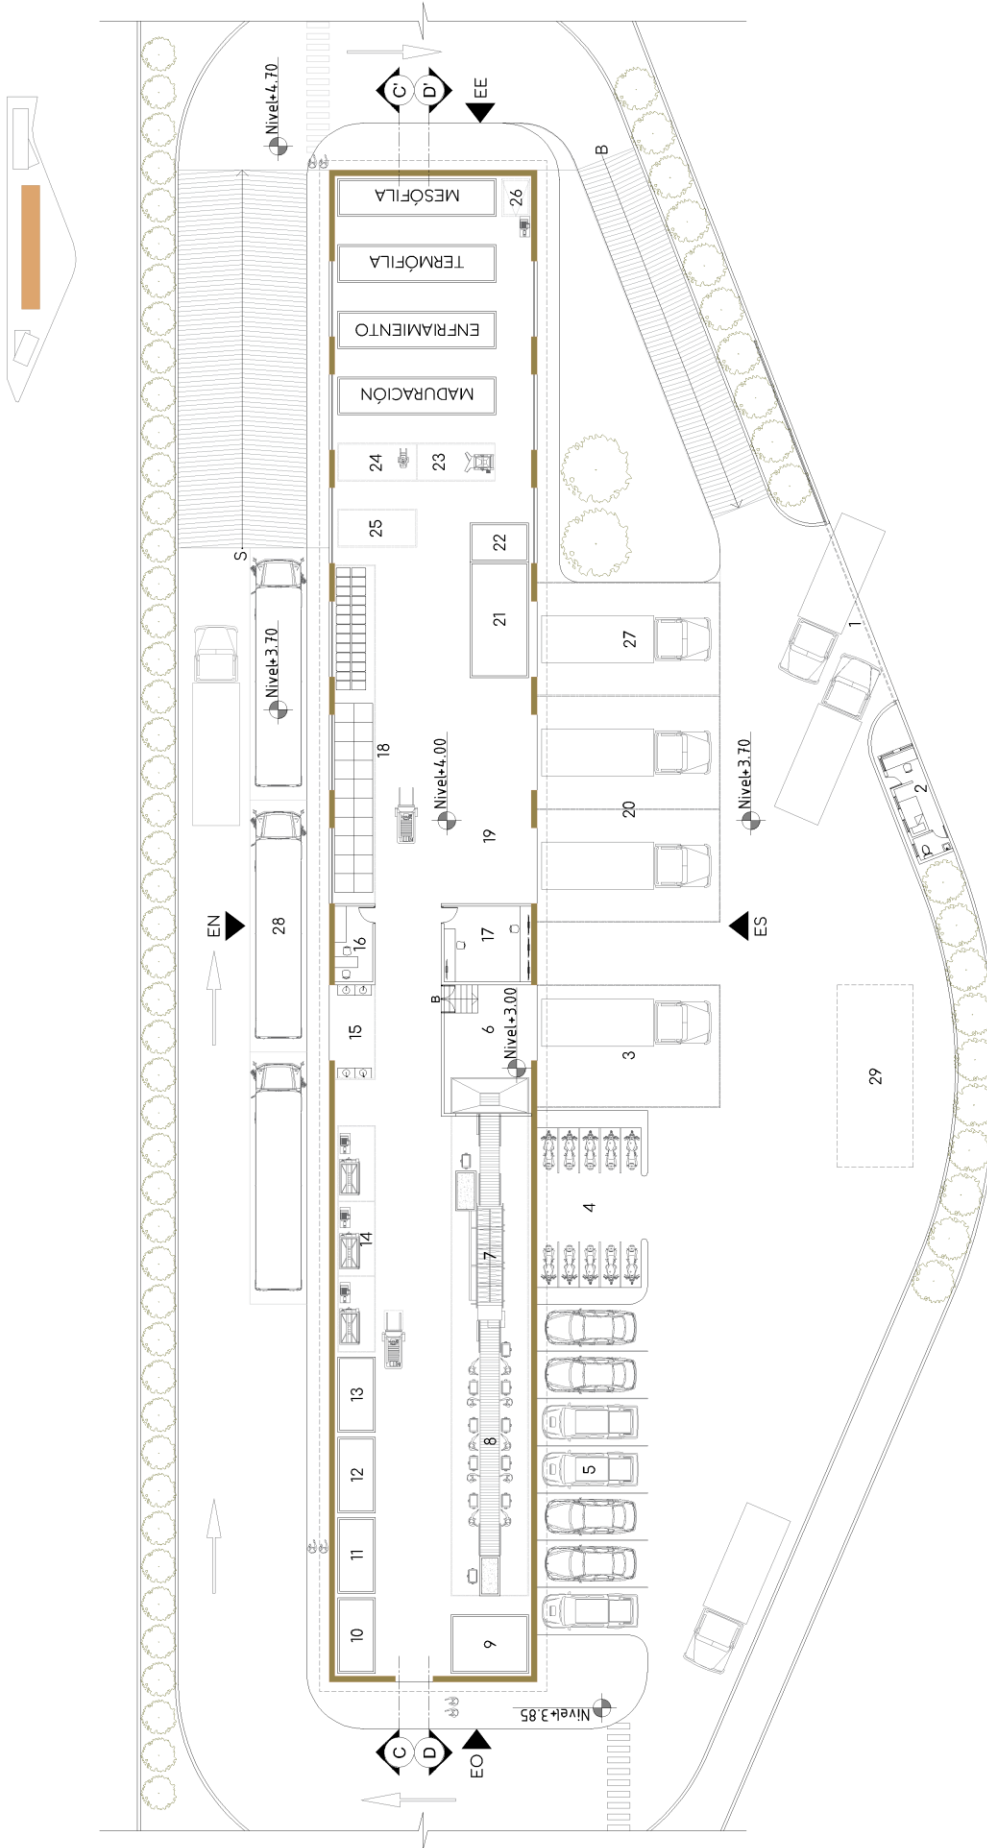 C'
D'
EE
Nivel+4.70
B
MESÓFILA
26
TERMÓFILA
ENFRIAMIENTO
MADURACIÓN
24
23
25
22
S
21
27
1
Nivel+3.70
18
Nivel+4.00
19
20
Nivel+3.70
2
EN
28
16
17
ES
15
B
6
Nivel+3.00
3
29
4
14
7
13
8
5
12
11
10
9
Nivel+3.85
C
D
EO